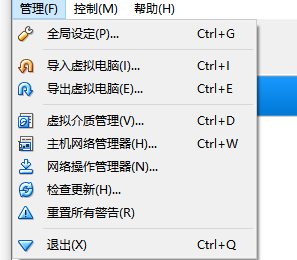 管理(F) 控制(M) 帮助(H)
全局设定(P)... Ctrl+G
导入虚拟电脑(I)... Ctrl+I
导出虚拟电脑(E)... Ctrl+E
虚拟介质管理(V)... Ctrl+D
主机网络管理器(H)... Ctrl+W
网络操作管理器(N)...
检查更新(H)...
重置所有警告(R)
退出(X) Ctrl+Q